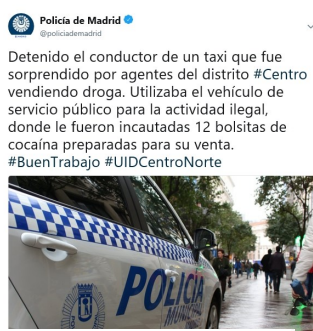 Policía de Madrid
@policiademadrid
Detenido el conductor de un taxi que fue
sorprendido por agentes del distrito #Centro
vendiendo droga. Utilizaba el vehículo de
servicio público para la actividad ilegal,
donde le fueron incautadas 12 bolsitas de
cocaína preparadas para su venta.
#BuenTrabajo #UIDCentroNorte
POLICÍA
MUNICIPAL